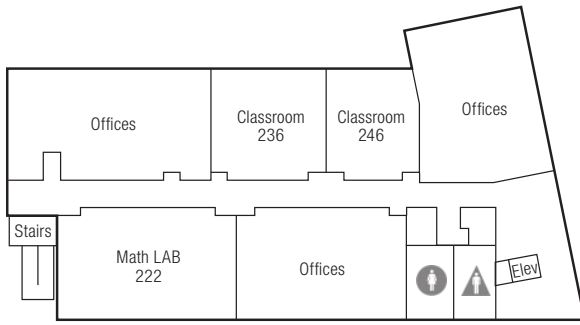 Offices
Classroom
236
Classroom
246
Offices
Stairs
Math LAB
222
Offices
Elev